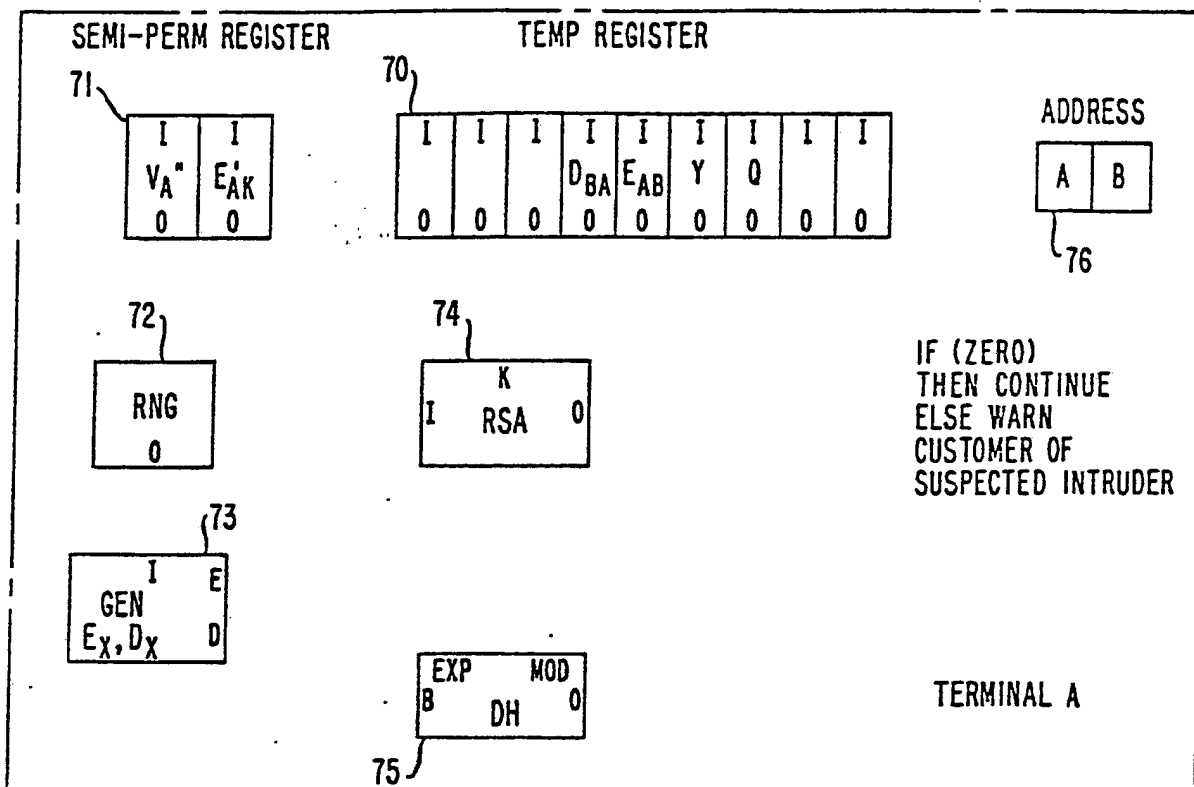 SEMI-PERM REGISTER TEMP REGISTER
71 70
ADDRESS
I I I I I I I I I I I
V_A" E'_AK D_BA E_AB Y Q A B
0 0 0 0 0 0 0 0 0 0 0
76
72 74
RNG
0
K
I RSA 0
IF (ZERO)
THEN CONTINUE
ELSE WARN
CUSTOMER OF
SUSPECTED INTRUDER
73
I E
GEN
E_X, D_X D
EXP MOD
B DH 0
75
TERMINAL A